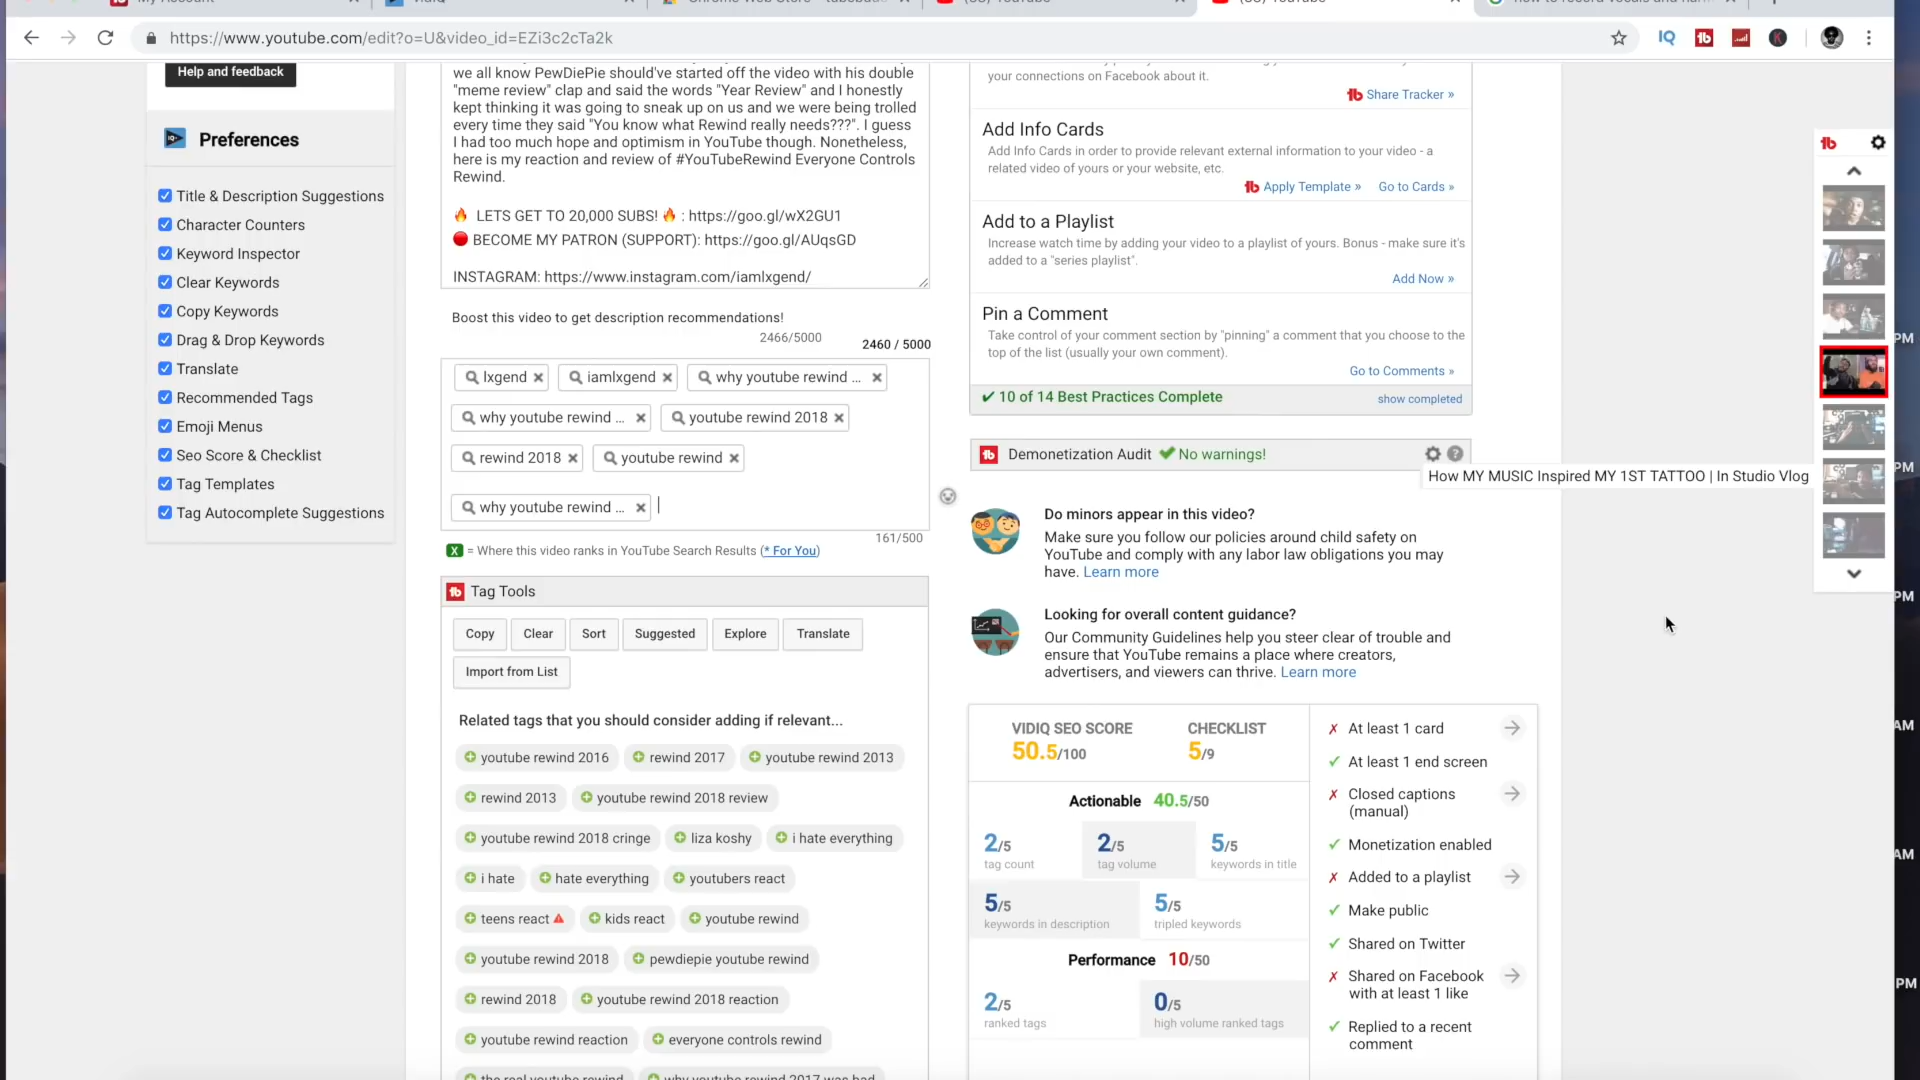 My Account
vidIQ
(36) YouTube
https://www.youtube.com/edit?o=U&video_id=EZi3c2cTa2k
IQ
Help and feedback
Preferences
Title & Description Suggestions
Character Counters
Keyword Inspector
Clear Keywords
Copy Keywords
Drag & Drop Keywords
Translate
Recommended Tags
Emoji Menus
Seo Score & Checklist
Tag Templates
Tag Autocomplete Suggestions
we all know PewDiePie should've started off the video with his double
"meme review" clap and said the words "Year Review" and I honestly
kept thinking it was going to sneak up on us and we were being trolled
every time they said "You know what Rewind really needs???". I guess
I had too much hope and optimism in YouTube though. Nonetheless,
here is my reaction and review of #YouTubeRewind Everyone Controls
Rewind.
🔥 LETS GET TO 20,000 SUBS! 🔥 : https://goo.gl/wX2GU1
🔴 BECOME MY PATRON (SUPPORT): https://goo.gl/AUqsGD
INSTAGRAM: https://www.instagram.com/iamlxgend/
Boost this video to get description recommendations!
2466/5000
2460 / 5000
lxgend
iamlxgend
why youtube rewind ...
why youtube rewind ...
youtube rewind 2018
rewind 2018
youtube rewind
why youtube rewind ...
161/500
X = Where this video ranks in YouTube Search Results (* For You)
Tag Tools
Copy
Clear
Sort
Suggested
Explore
Translate
Import from List
Related tags that you should consider adding if relevant...
youtube rewind 2016
rewind 2017
youtube rewind 2013
rewind 2013
youtube rewind 2018 review
youtube rewind 2018 cringe
liza koshy
i hate everything
i hate
hate everything
youtubers react
teens react
kids react
youtube rewind
youtube rewind 2018
pewdiepie youtube rewind
rewind 2018
youtube rewind 2018 reaction
youtube rewind reaction
everyone controls rewind
the real youtube rewind
why youtube rewind 2017 was bad
your connections on Facebook about it.
Share Tracker »
Add Info Cards
Add Info Cards in order to provide relevant external information to your video - a
related video of yours or your website, etc.
Apply Template »
Go to Cards »
Add to a Playlist
Increase watch time by adding your video to a playlist of yours. Bonus - make sure it's
added to a "series playlist".
Add Now »
Pin a Comment
Take control of your comment section by "pinning" a comment that you choose to the
top of the list (usually your own comment).
Go to Comments »
✔ 10 of 14 Best Practices Complete
show completed
Demonetization Audit ✔ No warnings!
How MY MUSIC Inspired MY 1ST TATTOO | In Studio Vlog
Do minors appear in this video?
Make sure you follow our policies around child safety on
YouTube and comply with any labor law obligations you may
have. Learn more
Looking for overall content guidance?
Our Community Guidelines help you steer clear of trouble and
ensure that YouTube remains a place where creators,
advertisers, and viewers can thrive. Learn more
VIDIQ SEO SCORE
50.5/100
CHECKLIST
5/9
Actionable 40.5/50
2/5
tag count
2/5
tag volume
5/5
keywords in title
5/5
keywords in description
5/5
tripled keywords
Performance 10/50
2/5
ranked tags
0/5
high volume ranked tags
✗ At least 1 card
✓ At least 1 end screen
✗ Closed captions
(manual)
✓ Monetization enabled
✗ Added to a playlist
✓ Make public
✓ Shared on Twitter
✗ Shared on Facebook
with at least 1 like
✓ Replied to a recent
comment
PM
PM
PM
AM
AM
PM